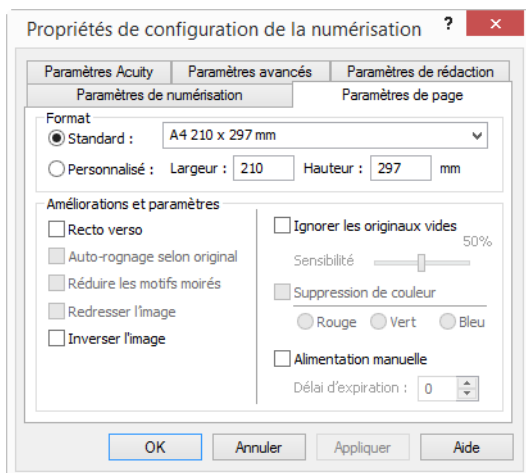 Propriétés de configuration de la numérisation ? ×
Paramètres Acuity Paramètres avancés Paramètres de rédaction
Paramètres de numérisation Paramètres de page
Format
Standard : A4 210 x 297 mm
Personnalisé : Largeur : 210 Hauteur : 297 mm
Améliorations et paramètres
Recto verso
Auto-rognage selon original
Réduire les motifs moirés
Redresser l'image
Inverser l'image
Ignorer les originaux vides
50%
Sensibilité
Suppression de couleur
Rouge Vert Bleu
Alimentation manuelle
Délai d'expiration : 0
OK Annuler Appliquer Aide